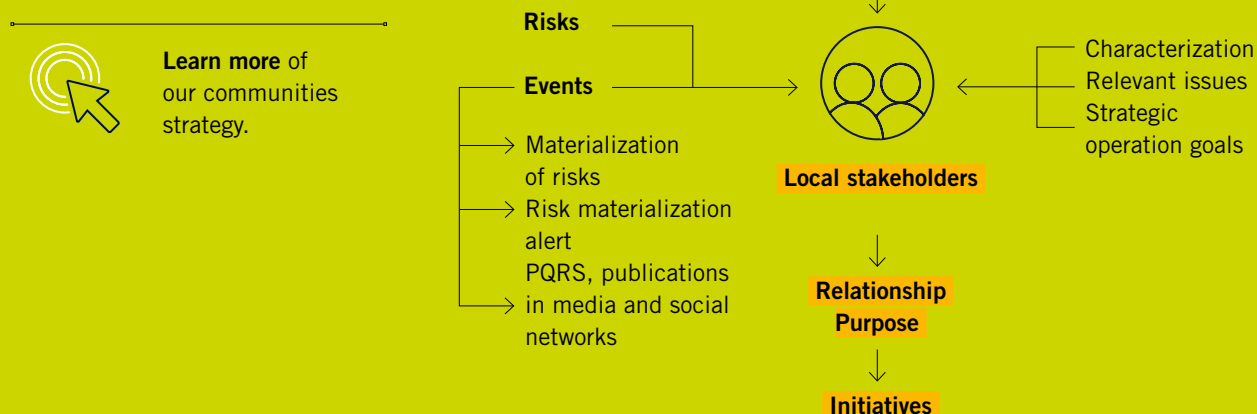 Learn more of
our communities
strategy.
Risks
Events
Materialization
of risks
Risk materialization
alert
PQRS, publications
in media and social
networks
Local stakeholders
Relationship
Purpose
Initiatives
Characterization
Relevant issues
Strategic
operation goals